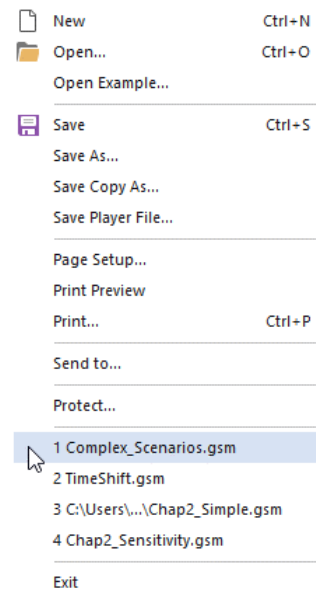 New Ctrl+N
Open... Ctrl+O
Open Example...
Save Ctrl+S
Save As...
Save Copy As...
Save Player File...
Page Setup...
Print Preview
Print... Ctrl+P
Send to...
Protect...
1 Complex_Scenarios.gsm
2 TimeShift.gsm
3 C:\Users\...\Chap2_Simple.gsm
4 Chap2_Sensitivity.gsm
Exit